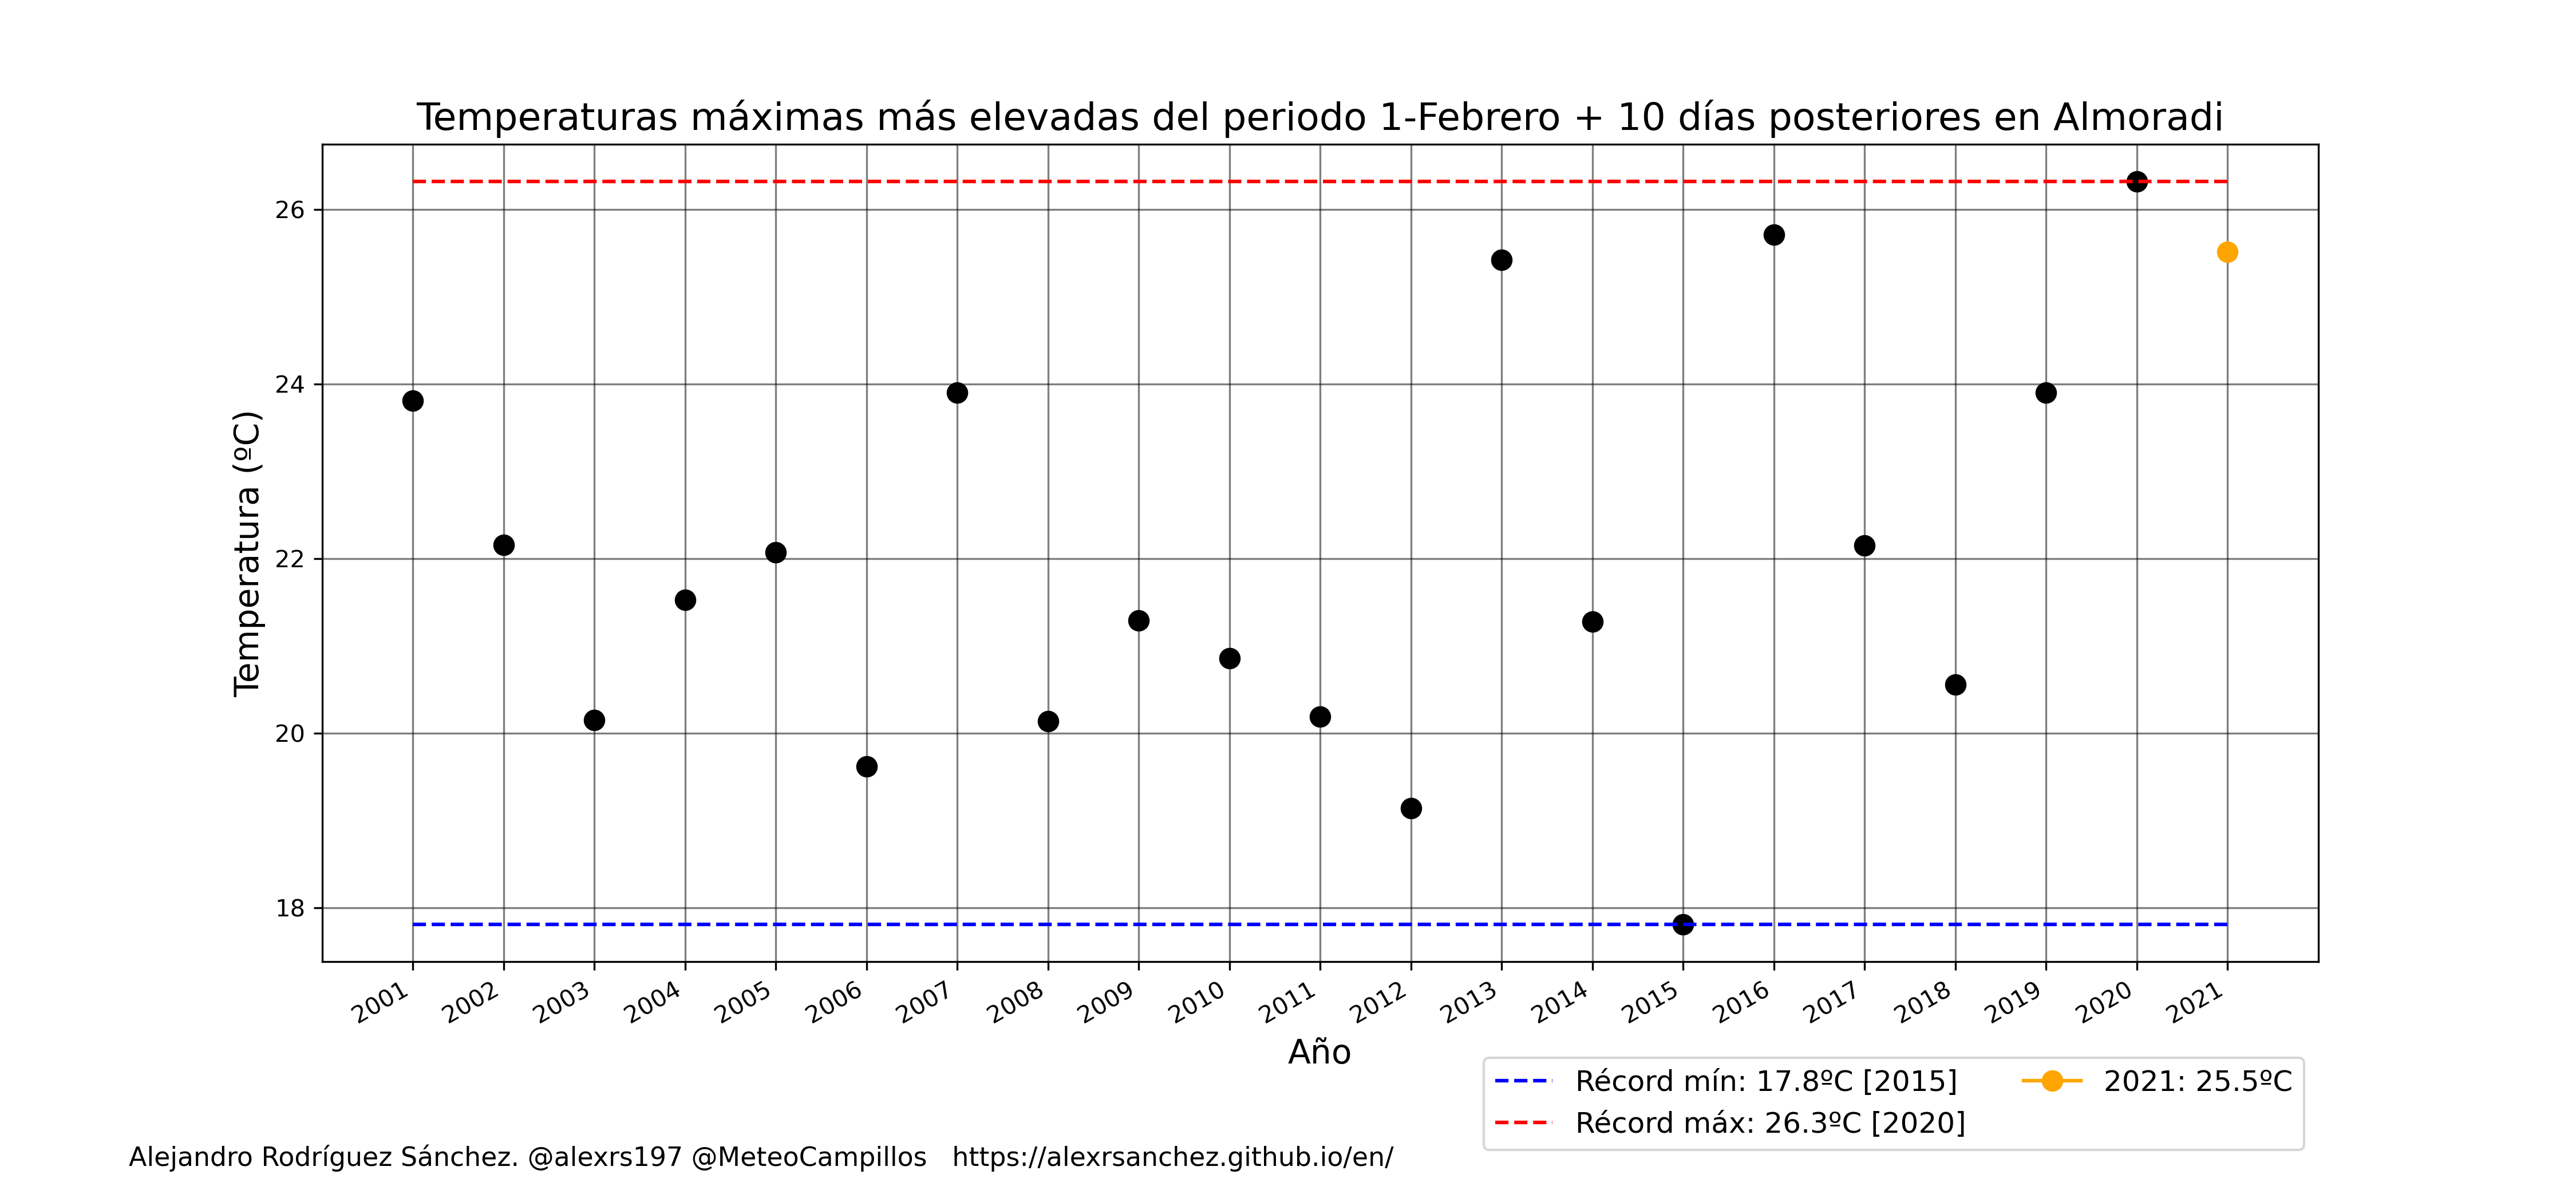 Temperaturas máximas más elevadas del periodo 1-Febrero + 10 días posteriores en Almoradi
Temperatura (ºC)
26
24
22
20
18
2001 2002 2003 2004 2005 2006 2007 2008 2009 2010 2011 2012 2013 2014 2015 2016 2017 2018 2019 2020 2021
Año
Récord mín: 17.8ºC [2015]
Récord máx: 26.3ºC [2020]
2021: 25.5ºC
Alejandro Rodríguez Sánchez. @alexrs197 @MeteoCampillos https://alexrsanchez.github.io/en/